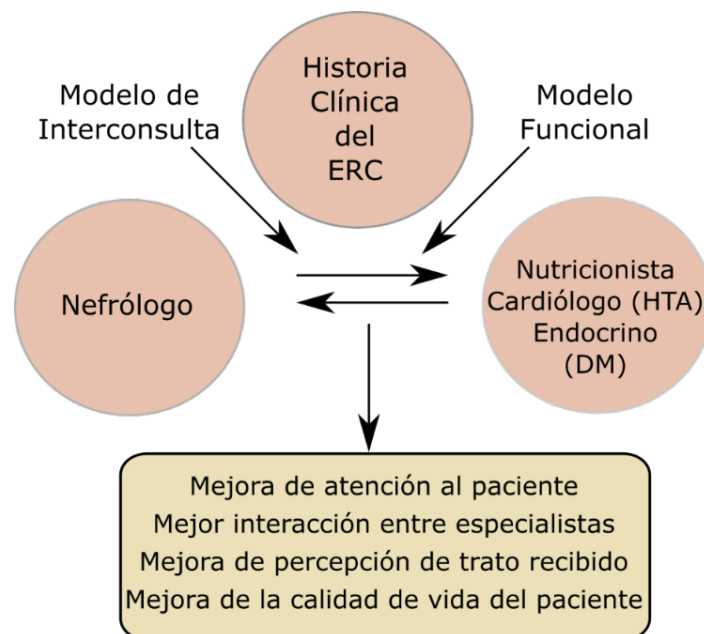 Modelo de
Interconsulta
Historia
Clínica
del
ERC
Modelo
Funcional
Nefrólogo
Nutricionista
Cardiólogo (HTA)
Endocrino
(DM)
Mejora de atención al paciente
Mejor interacción entre especialistas
Mejora de percepción de trato recibido
Mejora de la calidad de vida del paciente